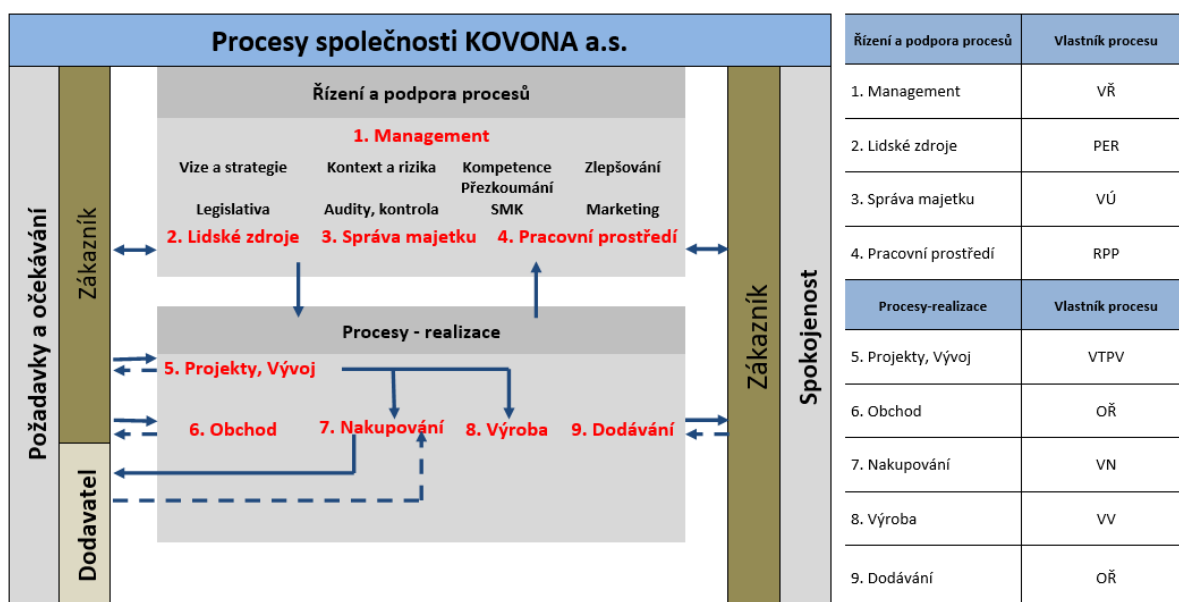 Procesy společnosti KOVONA a.s.
Požadavky a očekávání
Zákazník
Dodavatel
Řízení a podpora procesů
1. Management
Vize a strategie Kontext a rizika Kompetence Zlepšování
Přezkoumání
Legislativa Audity, kontrola SMK Marketing
2. Lidské zdroje 3. Správa majetku 4. Pracovní prostředí
Procesy - realizace
5. Projekty, Vývoj
6. Obchod 7. Nakupování 8. Výroba 9. Dodávání
Zákazník
Spokojenost
Řízení a podpora procesů Vlastník procesu
1. Management VŘ
2. Lidské zdroje PER
3. Správa majetku VÚ
4. Pracovní prostředí RPP
Procesy-realizace Vlastník procesu
5. Projekty, Vývoj VTPV
6. Obchod OŘ
7. Nakupování VN
8. Výroba VV
9. Dodávání OŘ